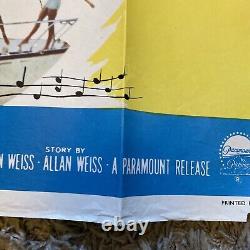 STORY BY
N WEISS · ALLAN WEISS · A PARAMOUNT RELEASE
Paramount
PRINTED